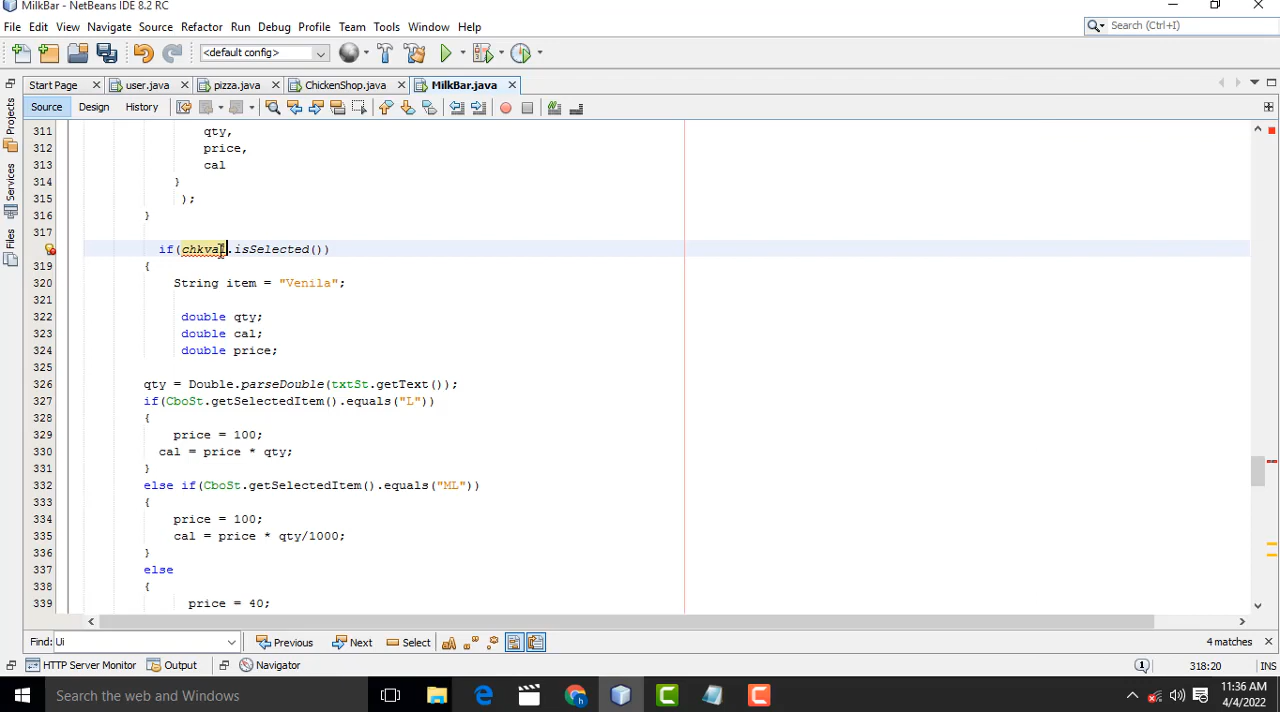 MilkBar - NetBeans IDE 8.2 RC
File Edit View Navigate Source Refactor Run Debug Profile Team Tools Window Help
Search (Ctrl+I)
<default config>
Start Page user.java pizza.java ChickenShop.java MilkBar.java
Source Design History
Projects
Services
Files
311 qty,
312 price,
313 cal
314 }
315 );
316 }
317
if(chkval.isSelected())
319 {
320 String item = "Venila";
321
322 double qty;
323 double cal;
324 double price;
325
326 qty = Double.parseDouble(txtSt.getText());
327 if(CboSt.getSelectedItem().equals("L"))
328 {
329 price = 100;
330 cal = price * qty;
331 }
332 else if(CboSt.getSelectedItem().equals("ML"))
333 {
334 price = 100;
335 cal = price * qty/1000;
336 }
337 else
338 {
339 price = 40;
Find: Ui Previous Next Select 4 matches
HTTP Server Monitor Output Navigator 1 318:20 INS
Search the web and Windows
11:36 AM
4/4/2022